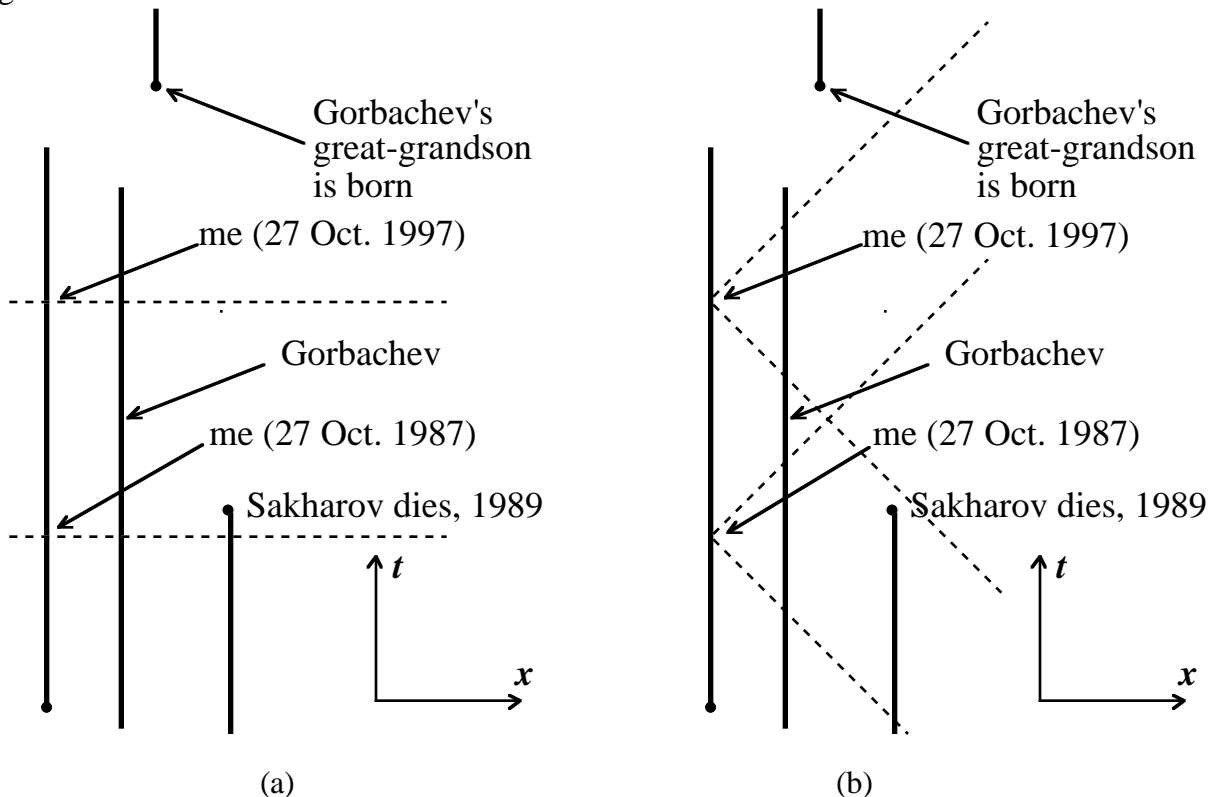 g
Gorbachev's
great-grandson
is born
me (27 Oct. 1997)
Gorbachev
me (27 Oct. 1987)
Sakharov dies, 1989
t
x
(a)
Gorbachev's
great-grandson
is born
me (27 Oct. 1997)
Gorbachev
me (27 Oct. 1987)
Sakharov dies, 1989
t
x
(b)